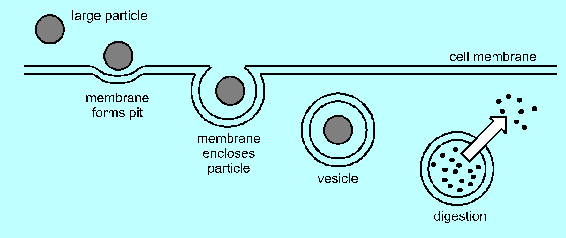 large particle
cell membrane
membrane
forms pit
membrane
encloses
particle
vesicle
digestion